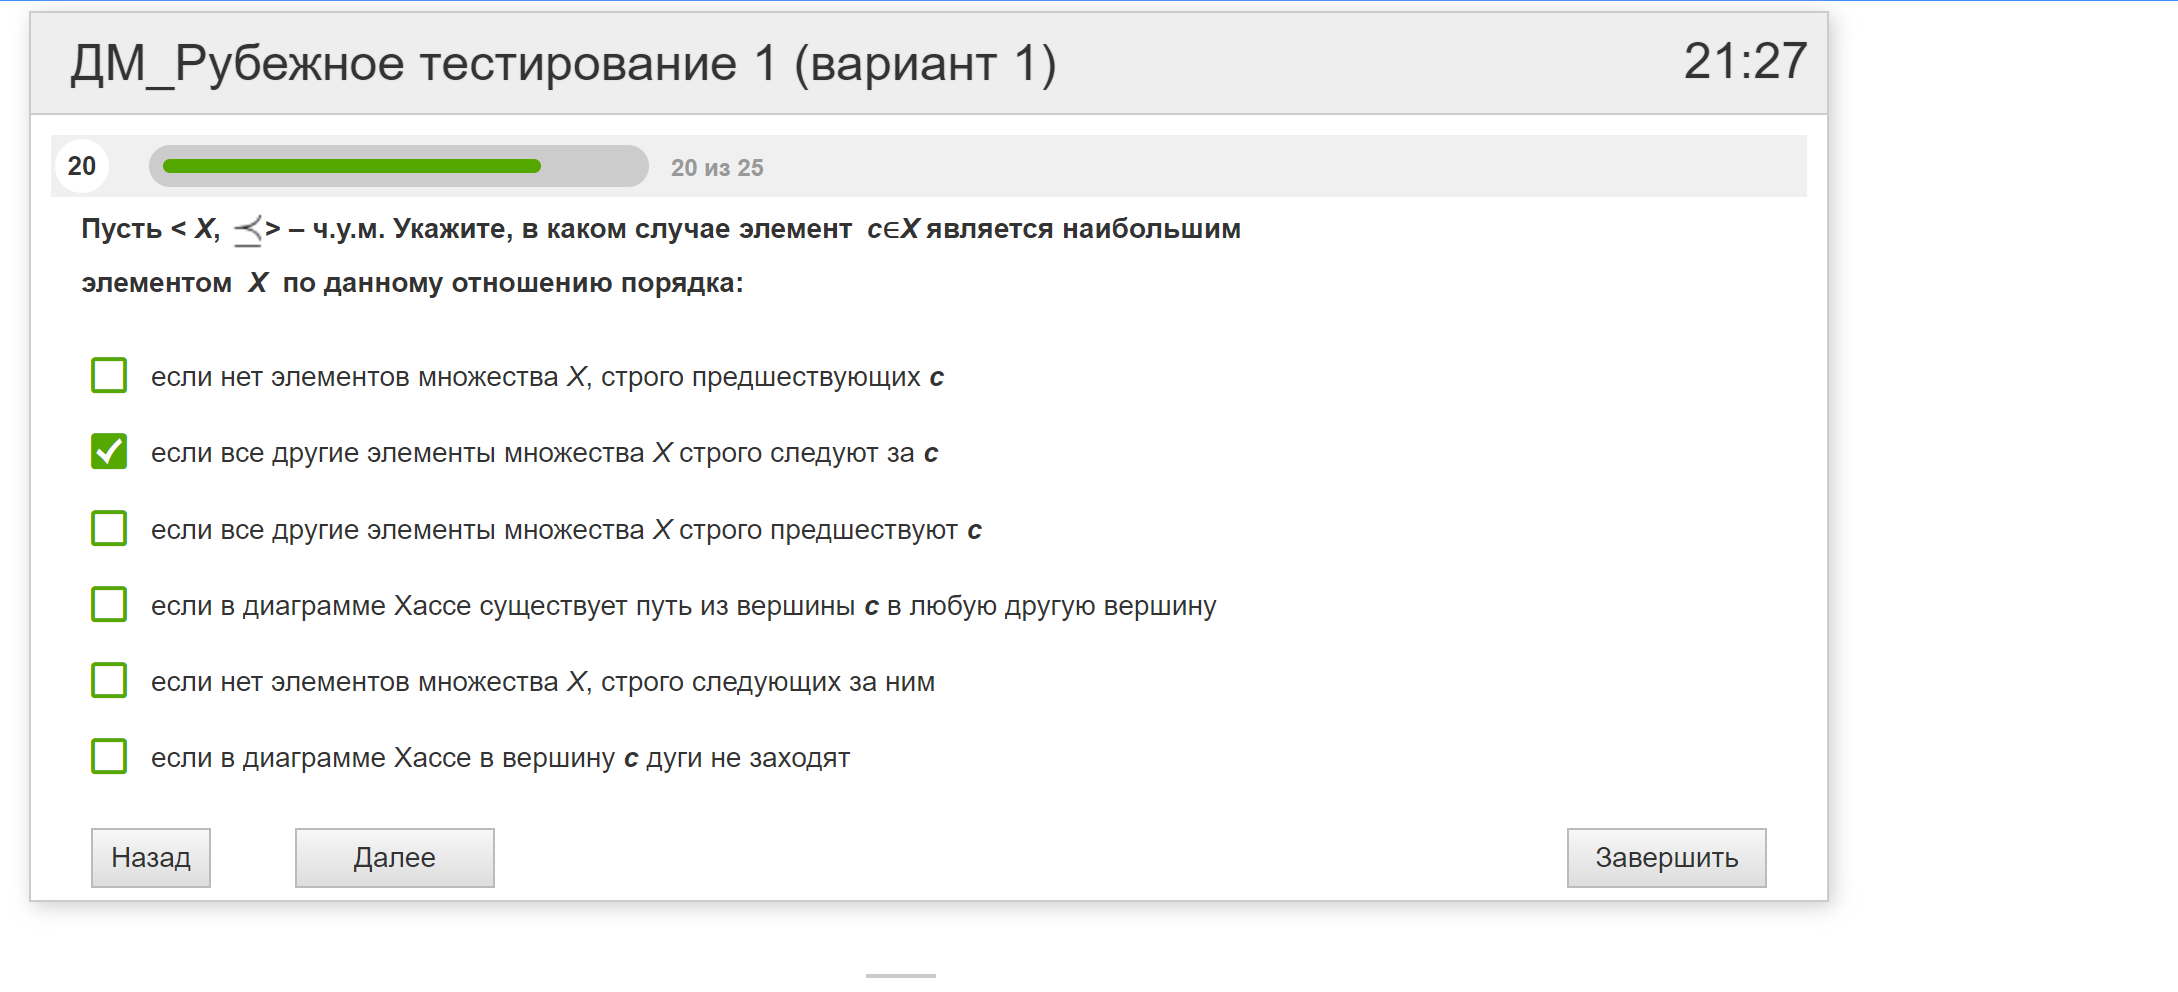 ДМ_Рубежное тестирование 1 (вариант 1)
21:27
20
20 из 25
Пусть < X, ⪯> – ч.у.м. Укажите, в каком случае элемент c∈X является наибольшим
элементом X по данному отношению порядка:
если нет элементов множества X, строго предшествующих c
если все другие элементы множества X строго следуют за c
если все другие элементы множества X строго предшествуют c
если в диаграмме Хассе существует путь из вершины c в любую другую вершину
если нет элементов множества X, строго следующих за ним
если в диаграмме Хассе в вершину c дуги не заходят
Назад
Далее
Завершить